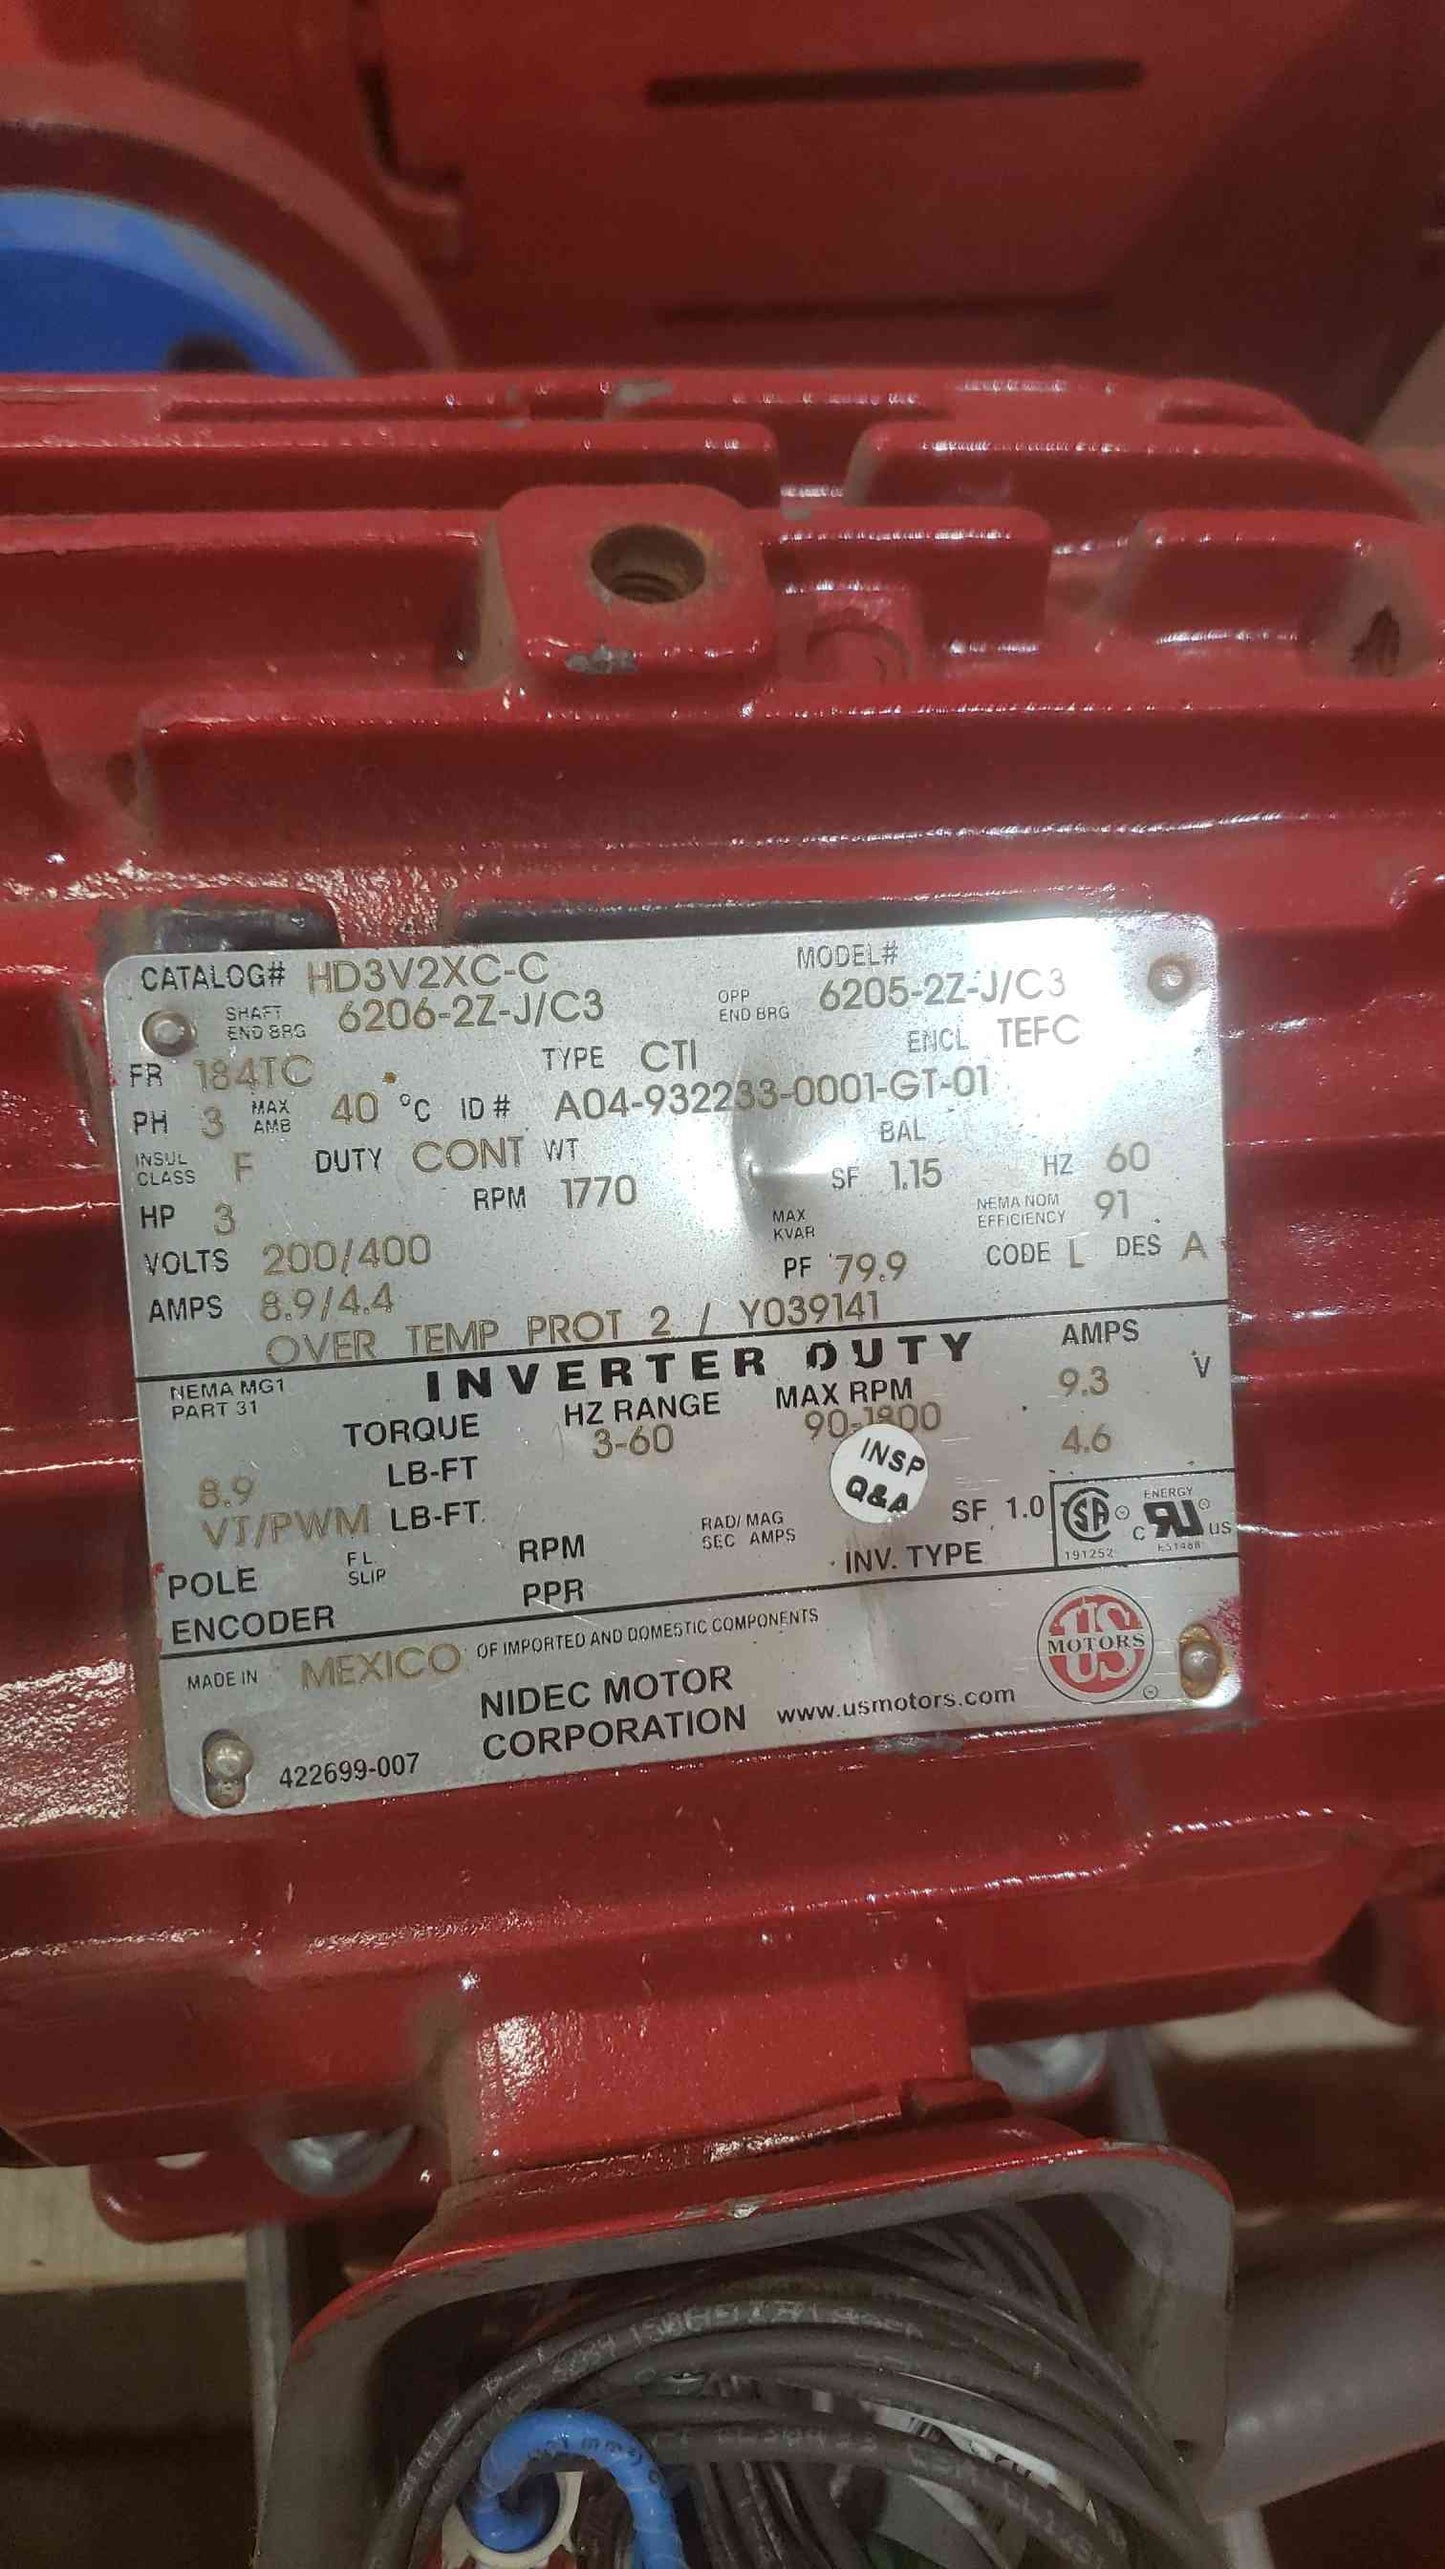 CATALOG# HD3V2XC-C MODEL#
SHAFT END BRG 6206-2Z-J/C3 OPP END BRG 6205-2Z-J/C3
FR 184TC TYPE CTI ENCL TEFC
PH 3 MAX AMB 40 °C ID# A04-932233-0001-GT-01
INSUL CLASS F DUTY CONT WT BAL
HP 3 RPM 1770 SF 1.15 HZ 60
VOLTS 200/400 MAX KVAR NEMA NOM EFFICIENCY 91
AMPS 8.9/4.4 PF 79.9 CODE L DES A
OVER TEMP PROT 2 / Y039141
NEMA MG1 PART 31 INVERTER DUTY AMPS V
TORQUE HZ RANGE MAX RPM 9.3
8.9 LB-FT 3-60 90-1800 4.6
VT/PWM LB-FT
INSP
Q&A
SF 1.0
POLE FL SLIP RPM RAD/MAG SEC AMPS INV. TYPE
ENCODER PPR
SA 191252 ENERGY C US
MADE IN MEXICO OF IMPORTED AND DOMESTIC COMPONENTS
NIDEC MOTOR
CORPORATION www.usmotors.com
US MOTORS
422699-007